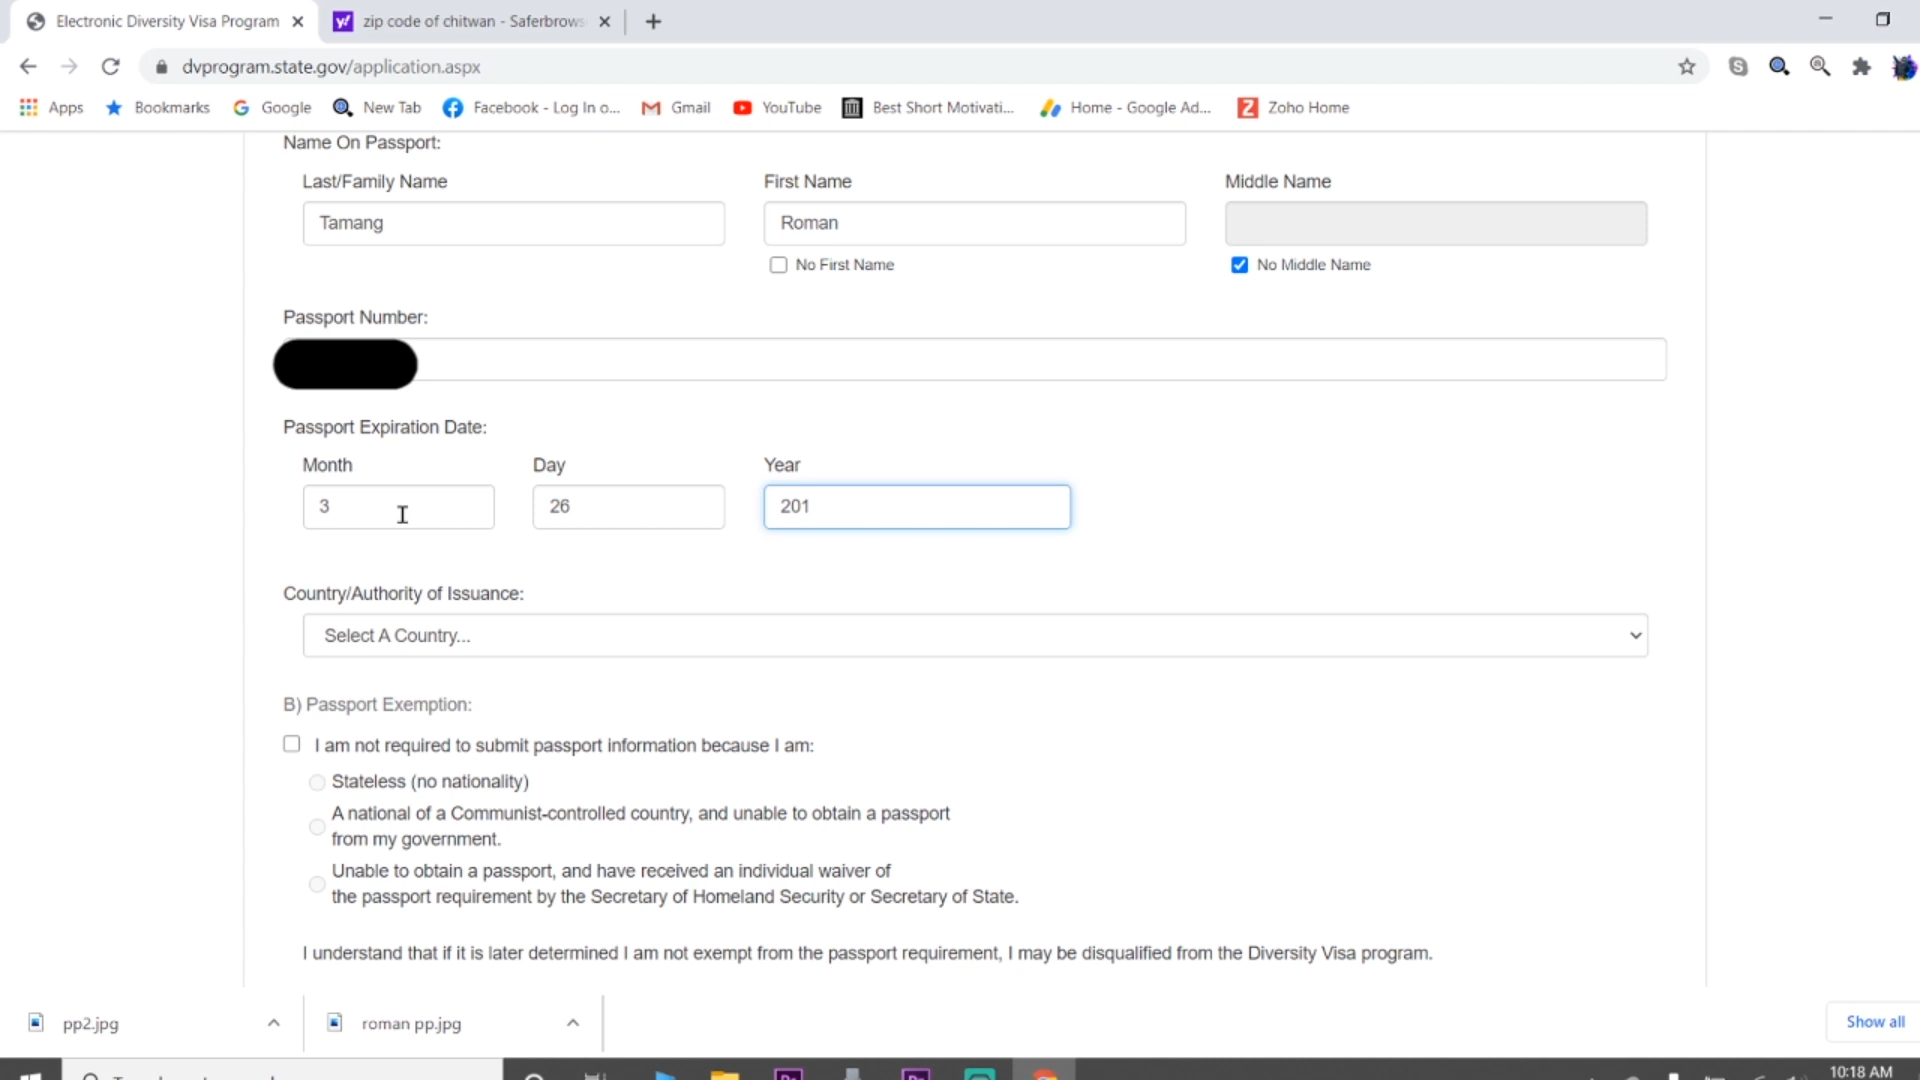 Electronic Diversity Visa Program
zip code of chitwan - Saferbrows
dvprogram.state.gov/application.aspx
Apps Bookmarks Google New Tab Facebook - Log In o... Gmail YouTube Best Short Motivati... Home - Google Ad... Zoho Home
Name On Passport:
Last/Family Name First Name Middle Name
Tamang Roman
No First Name No Middle Name
Passport Number:
Passport Expiration Date:
Month Day Year
3 26 201
Country/Authority of Issuance:
Select A Country...
B) Passport Exemption:
I am not required to submit passport information because I am:
Stateless (no nationality)
A national of a Communist-controlled country, and unable to obtain a passport
from my government.
Unable to obtain a passport, and have received an individual waiver of
the passport requirement by the Secretary of Homeland Security or Secretary of State.
I understand that if it is later determined I am not exempt from the passport requirement, I may be disqualified from the Diversity Visa program.
pp2.jpg roman pp.jpg Show all
10:18 AM